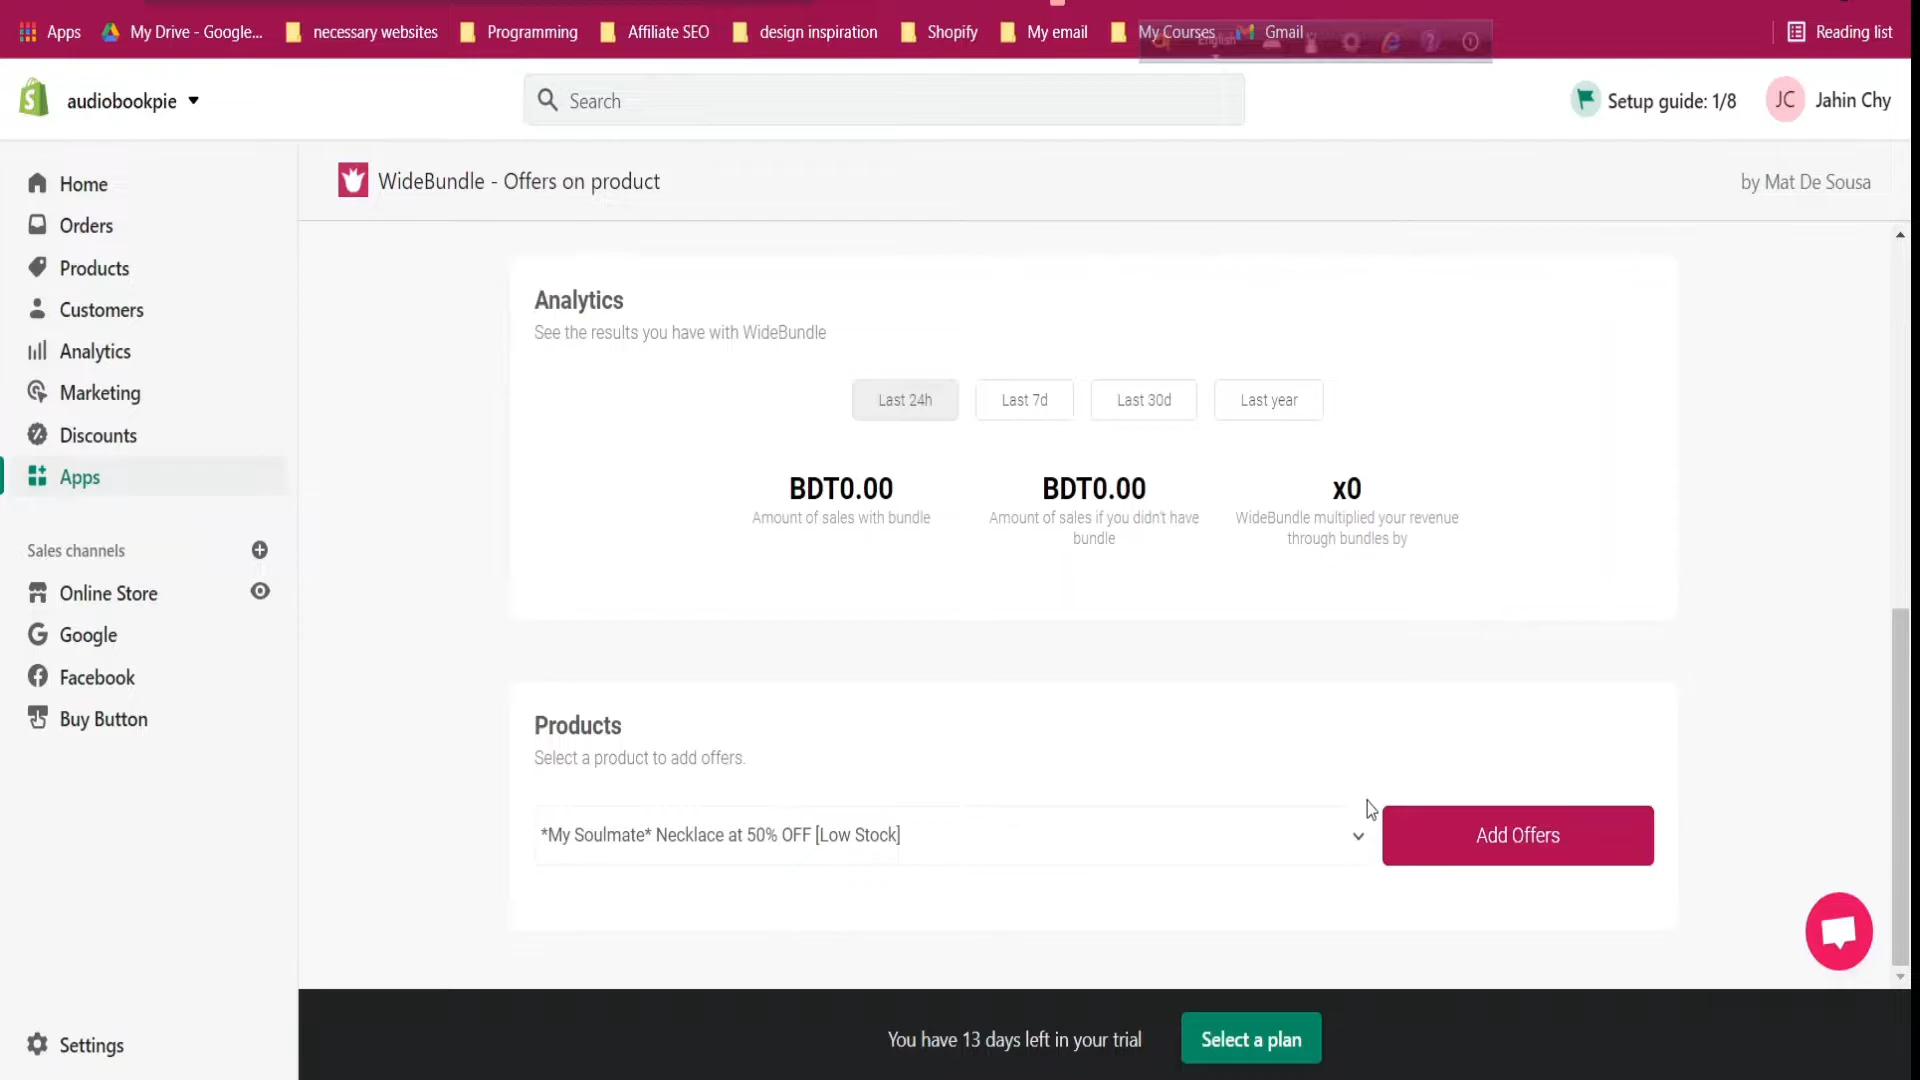 Apps My Drive - Google... necessary websites Programming Affiliate SEO design inspiration Shopify My email My Courses Gmail Reading list
English
audiobookpie Search Setup guide: 1/8 JC Jahin Chy
WideBundle - Offers on product by Mat De Sousa
Home
Orders
Products
Customers
Analytics
Marketing
Discounts
Apps
Sales channels
Online Store
Google
Facebook
Buy Button
Settings
Analytics
See the results you have with WideBundle
Last 24h Last 7d Last 30d Last year
BDT0.00 BDT0.00 x0
Amount of sales with bundle Amount of sales if you didn't have WideBundle multiplied your revenue
bundle through bundles by
Products
Select a product to add offers.
*My Soulmate* Necklace at 50% OFF [Low Stock] Add Offers
You have 13 days left in your trial Select a plan